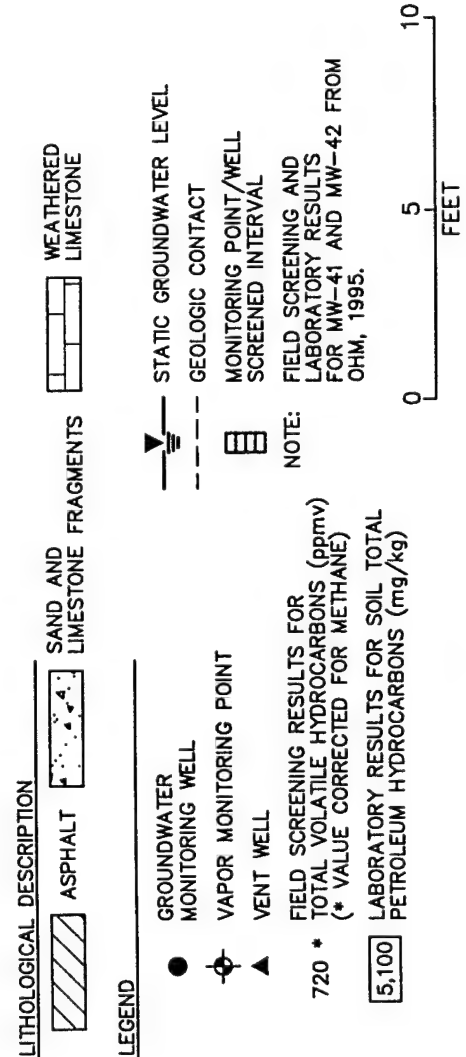 LITHOLOGICAL DESCRIPTION
ASPHALT
SAND AND
LIMESTONE FRAGMENTS
WEATHERED
LIMESTONE
LEGEND
GROUNDWATER
MONITORING WELL
VAPOR MONITORING POINT
VENT WELL
720 *
FIELD SCREENING RESULTS FOR
TOTAL VOLATILE HYDROCARBONS (ppmv)
(* VALUE CORRECTED FOR METHANE)
5,100
LABORATORY RESULTS FOR SOIL TOTAL
PETROLEUM HYDROCARBONS (mg/kg)
STATIC GROUNDWATER LEVEL
GEOLOGIC CONTACT
MONITORING POINT/WELL
SCREENED INTERVAL
NOTE:
FIELD SCREENING AND
LABORATORY RESULTS
FOR MW-41 AND MW-42 FROM
OHM, 1995.
0 5 10
FEET